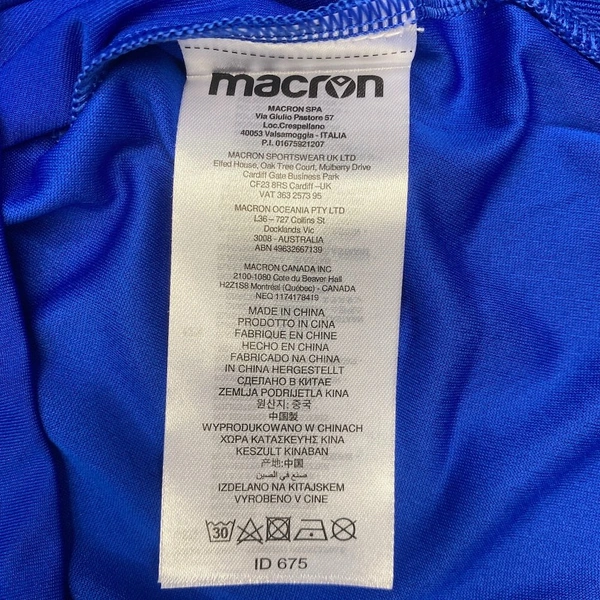 macron
MACRON SPA
Via Giulio Pastore 57
Loc.Crespellano
40053 Valsamoggia - ITALIA
P.I. 01675921207
MACRON SPORTSWEAR UK LTD
Elfed House, Oak Tree Court, Mulberry Drive
Cardiff Gate Business Park
CF23 8RS Cardiff –UK
VAT 363 2573 95
MACRON OCEANIA PTY LTD
L36 – 727 Collins St
Docklands Vic
3008 - AUSTRALIA
ABN 49632667139
MACRON CANADA INC
2100-1080 Cote du Beaver Hall
H2Z1S8 Montréal (Québec) - CANADA
NEQ 1174178419
MADE IN CHINA
PRODOTTO IN CINA
FABRIQUE EN CHINE
HECHO EN CHINA
FABRICADO NA CHINA
IN CHINA HERGESTELLT
СДЕЛАНО В КИТАЕ
ZEMLJA PODRIJETLA KINA
원산지: 중국
中国製
WYPRODUKOWANO W CHINACH
ΧΩΡΑ ΚΑΤΑΣΚΕΥΗΣ ΚΙΝΑ
KESZULT KINABAN
产地:中国
صنع في الصين
IZDELANO NA KITAJSKEM
VYROBENO V CINE
30
ID 675